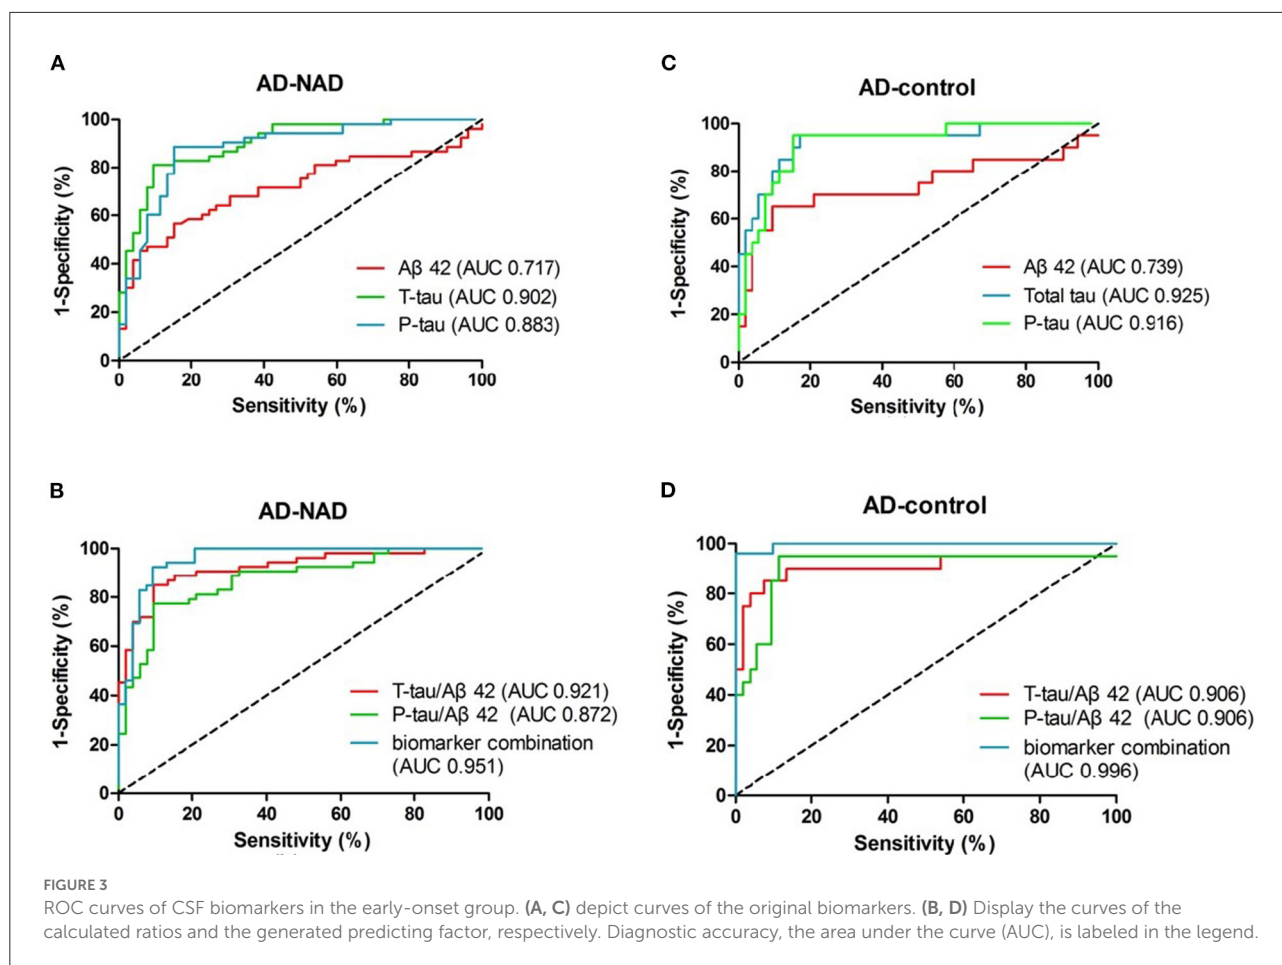 A
AD-NAD
1-Specificity (%)
100
80
60
40
20
0
Aβ 42 (AUC 0.717)
T-tau (AUC 0.902)
P-tau (AUC 0.883)
0 20 40 60 80 100
Sensitivity (%)
C
AD-control
1-Specificity (%)
100
80
60
40
20
0
Aβ 42 (AUC 0.739)
Total tau (AUC 0.925)
P-tau (AUC 0.916)
0 20 40 60 80 100
Sensitivity (%)
B
AD-NAD
1-Specificity (%)
100
80
60
40
20
0
T-tau/Aβ 42 (AUC 0.921)
P-tau/Aβ 42 (AUC 0.872)
biomarker combination
(AUC 0.951)
0 20 40 60 80 100
Sensitivity (%)
D
AD-control
1-Specificity (%)
100
80
60
40
20
0
T-tau/Aβ 42 (AUC 0.906)
P-tau/Aβ 42 (AUC 0.906)
biomarker combination
(AUC 0.996)
0 20 40 60 80 100
Sensitivity (%)
FIGURE 3
ROC curves of CSF biomarkers in the early-onset group. (A, C) depict curves of the original biomarkers. (B, D) Display the curves of the
calculated ratios and the generated predicting factor, respectively. Diagnostic accuracy, the area under the curve (AUC), is labeled in the legend.